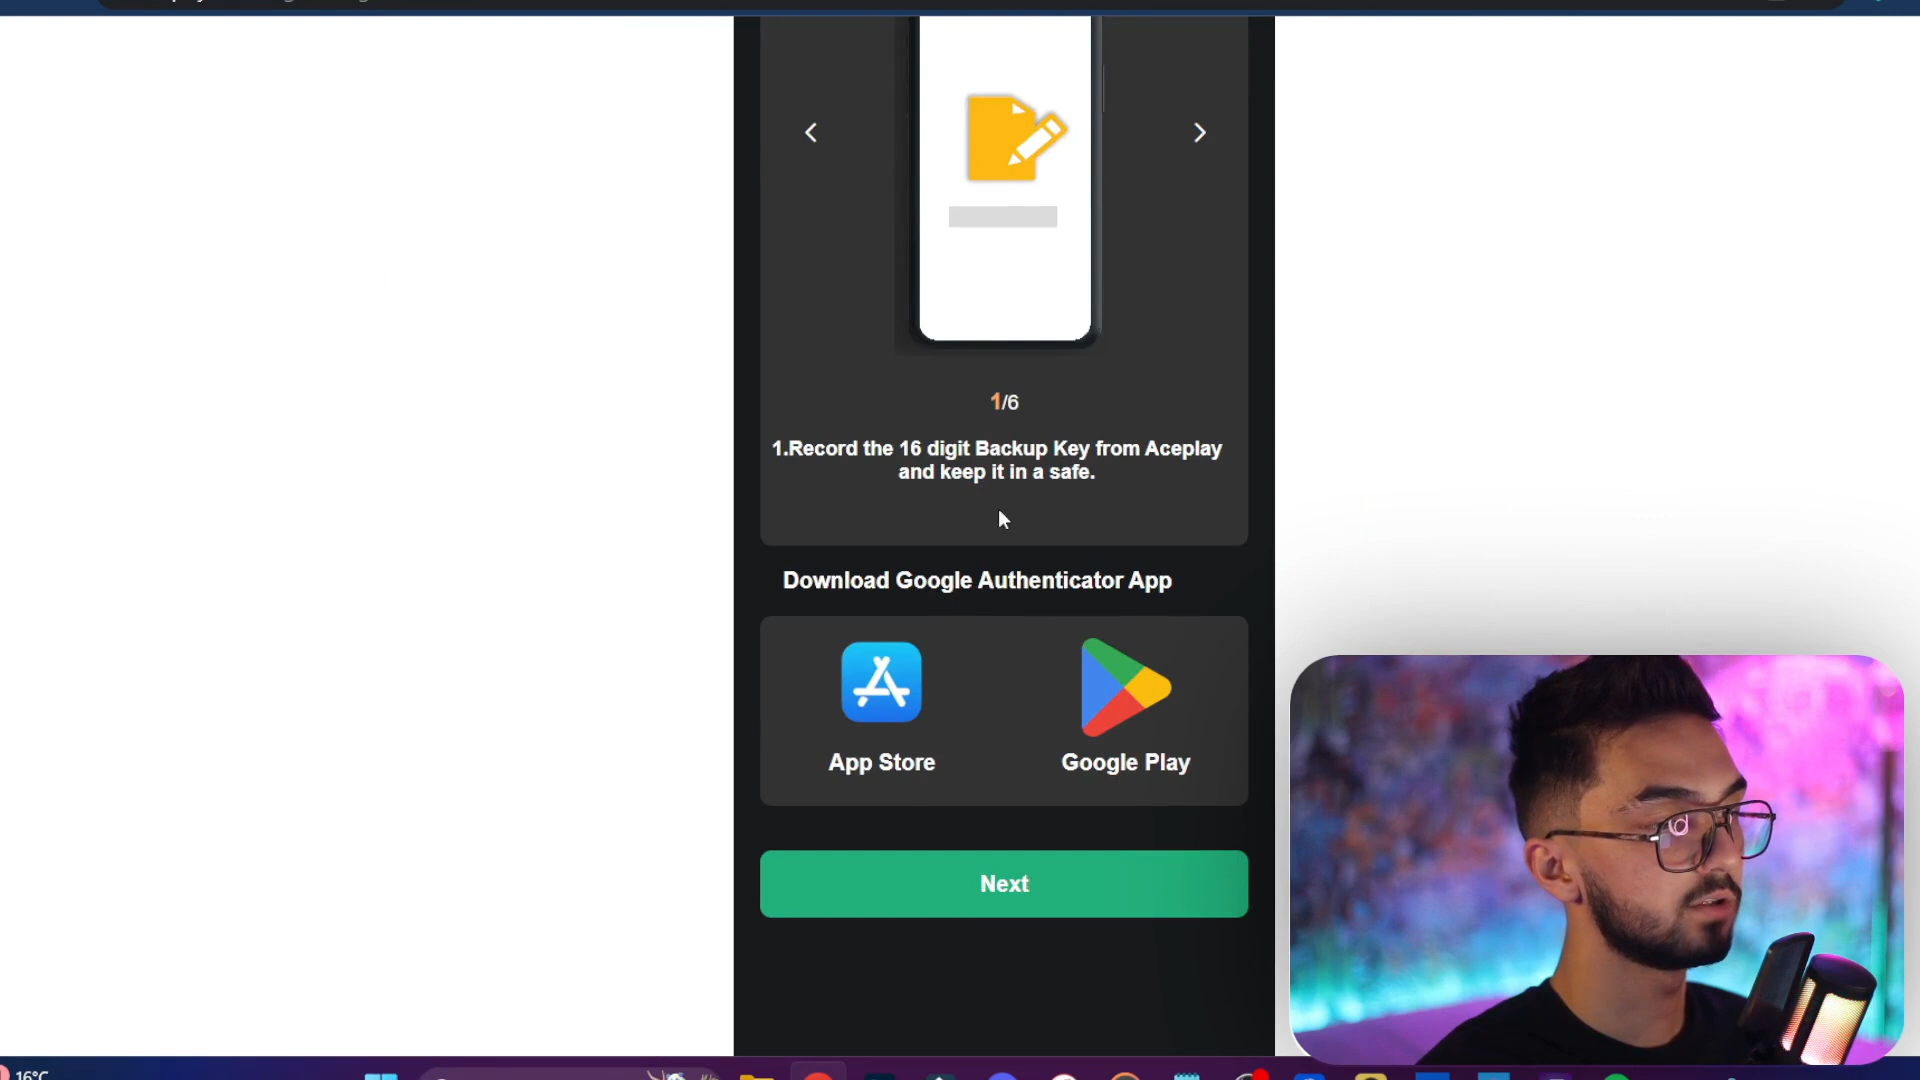 1/6
1.Record the 16 digit Backup Key from Aceplay
and keep it in a safe.
Download Google Authenticator App
App Store
Google Play
Next
16°C